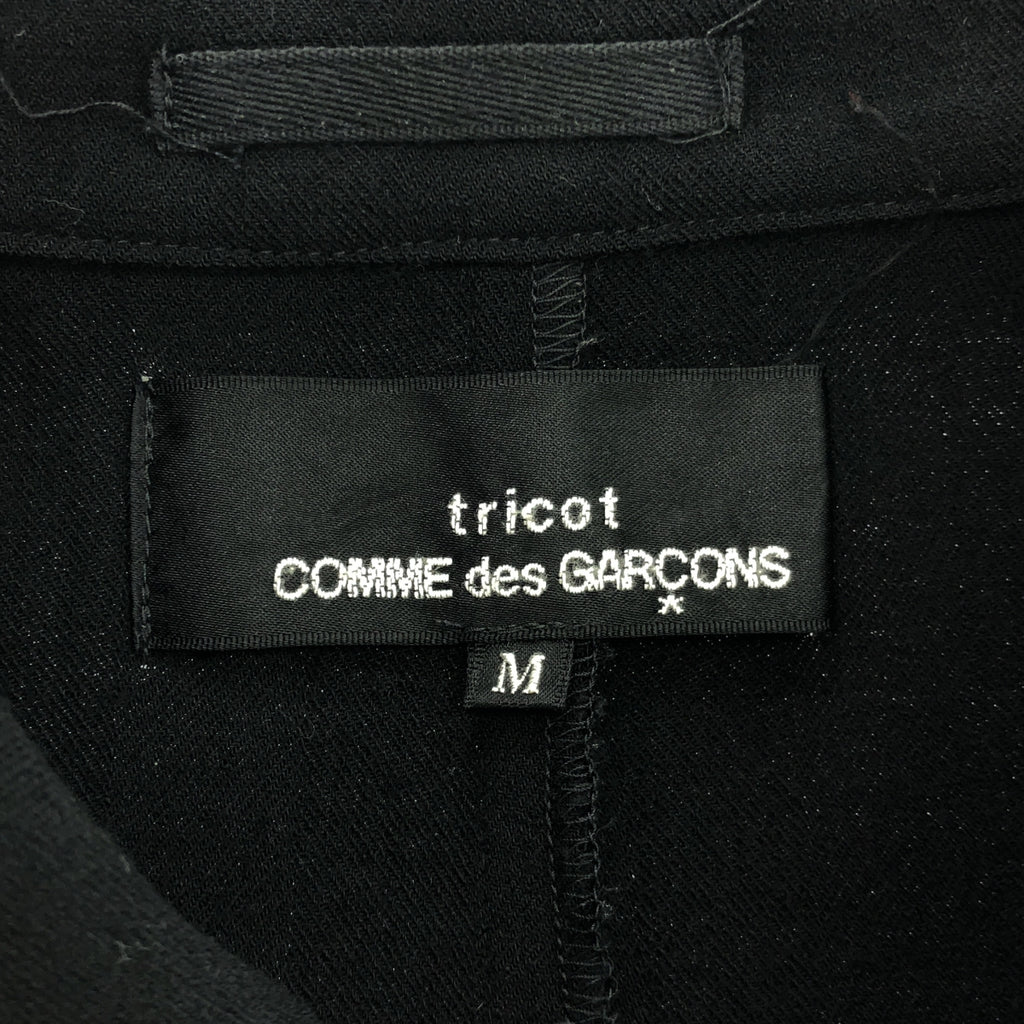 tricot
COMME des GARÇONS
*
M